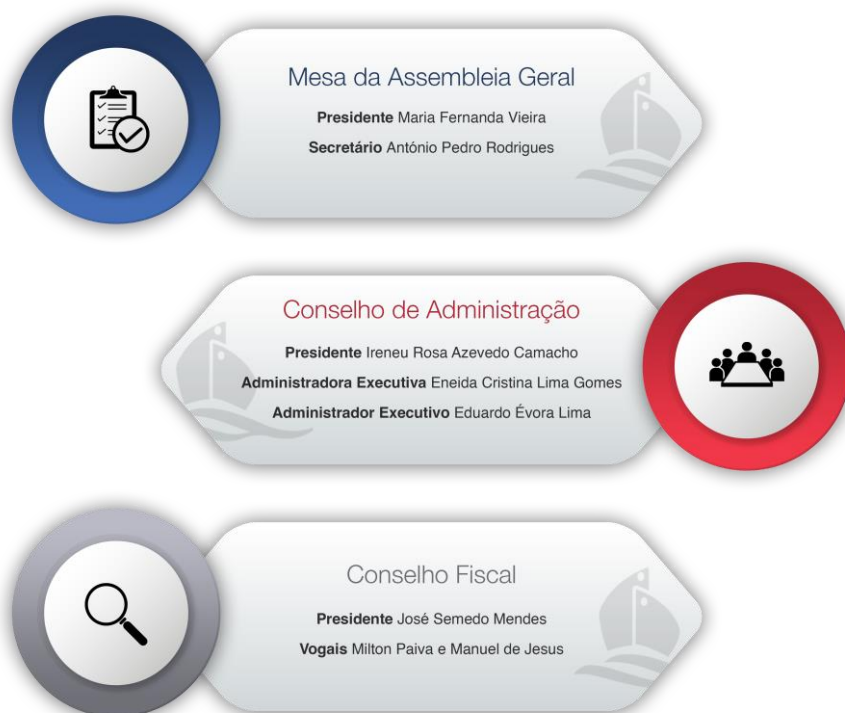 Mesa da Assembleia Geral
Presidente Maria Fernanda Vieira
Secretário António Pedro Rodrigues
Conselho de Administração
Presidente Ireneu Rosa Azevedo Camacho
Administradora Executiva Eneida Cristina Lima Gomes
Administrador Executivo Eduardo Évora Lima
Conselho Fiscal
Presidente José Semedo Mendes
Vogais Milton Paiva e Manuel de Jesus